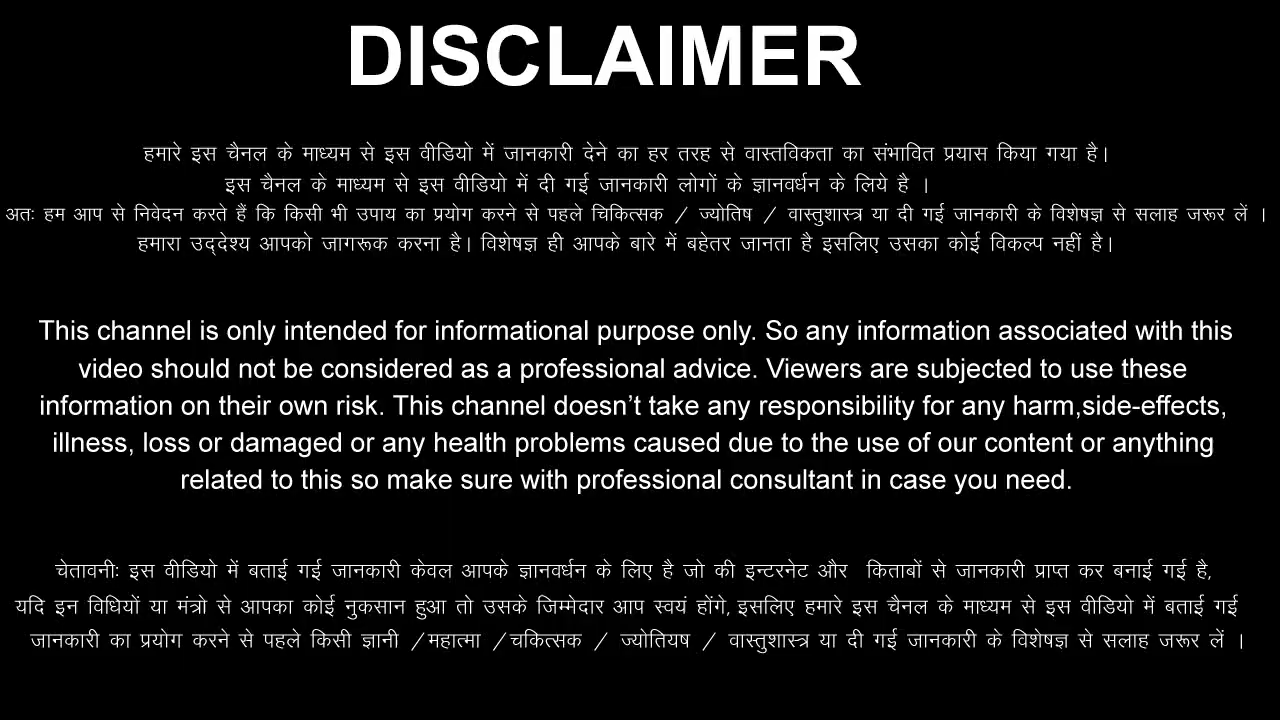 DISCLAIMER
हमारे इस चैनल के माध्यम से इस वीडियो में जानकारी देने का हर तरह से वास्तविकता का संभावित प्रयास किया गया है।
इस चैनल के माध्यम से इस वीडियो में दी गई जानकारी लोगों के ज्ञानवर्धन के लिये है ।
अतः हम आप से निवेदन करते हैं कि किसी भी उपाय का प्रयोग करने से पहले चिकित्सक / ज्योतिष / वास्तुशास्त्र या दी गई जानकारी के विशेषज्ञ से सलाह जरूर लें ।
हमारा उद्देश्य आपको जागरूक करना है। विशेषज्ञ ही आपके बारे में बहेतर जानता है इसलिए उसका कोई विकल्प नहीं है।
This channel is only intended for informational purpose only. So any information associated with this
video should not be considered as a professional advice. Viewers are subjected to use these
information on their own risk. This channel doesn’t take any responsibility for any harm,side-effects,
illness, loss or damaged or any health problems caused due to the use of our content or anything
related to this so make sure with professional consultant in case you need.
चेतावनीः इस वीडियो में बताई गई जानकारी केवल आपके ज्ञानवर्धन के लिए है जो की इन्टरनेट और किताबों से जानकारी प्राप्त कर बनाई गई है,
यदि इन विधियों या मंत्रो से आपका कोई नुकसान हुआ तो उसके जिम्मेदार आप स्वयं होंगे, इसलिए हमारे इस चैनल के माध्यम से इस वीडियो में बताई गई
जानकारी का प्रयोग करने से पहले किसी ज्ञानी /महात्मा /चकित्सक / ज्योतियष / वास्तुशास्त्र या दी गई जानकारी के विशेषज्ञ से सलाह जरूर लें ।